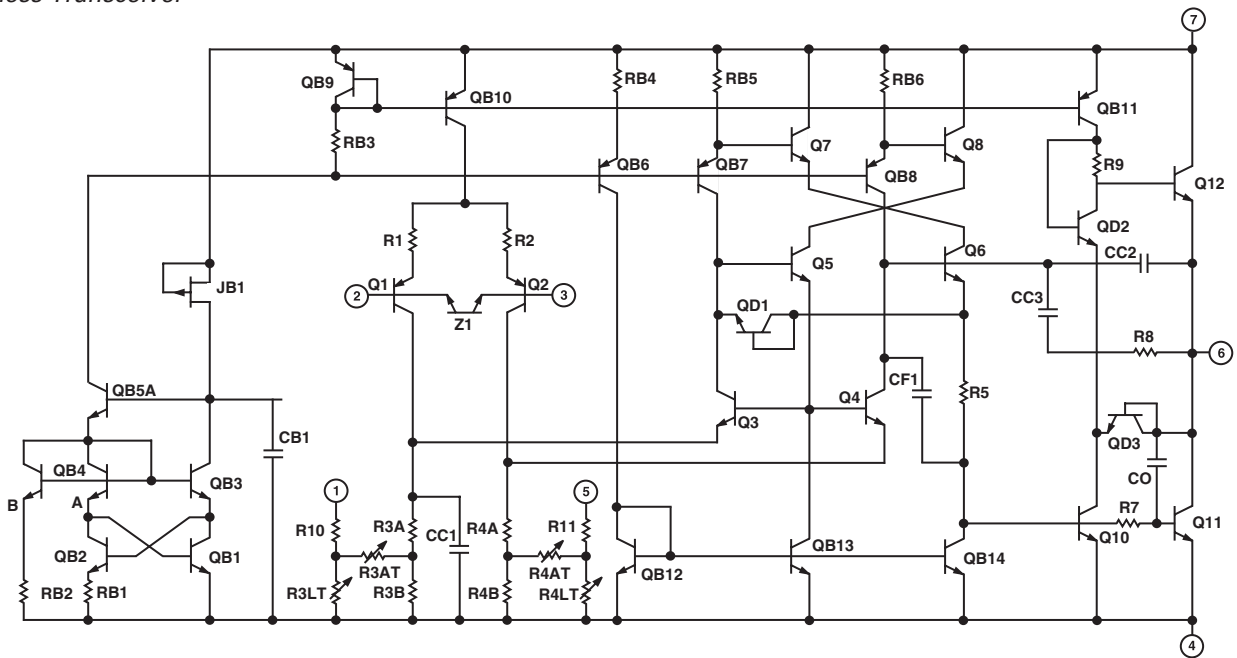 7
RB4
RB5
RB6
QB9
QB10
QB11
RB3
Q7
Q8
QB6
QB7
QB8
R9
Q12
R1
R2
QD2
CC2
Q5
Q6
JB1
Q1
Q2
2
3
Z1
QD1
CC3
R8
6
QB5A
CF1
R5
Q3
Q4
CB1
QD3
QB4
QB3
CO
B
A
1
5
R10
R3A
CC1
R4A
R11
R7
Q11
QB2
QB1
R3AT
R4AT
QB12
QB13
QB14
Q10
RB2
RB1
R3LT
R3B
R4B
R4LT
4